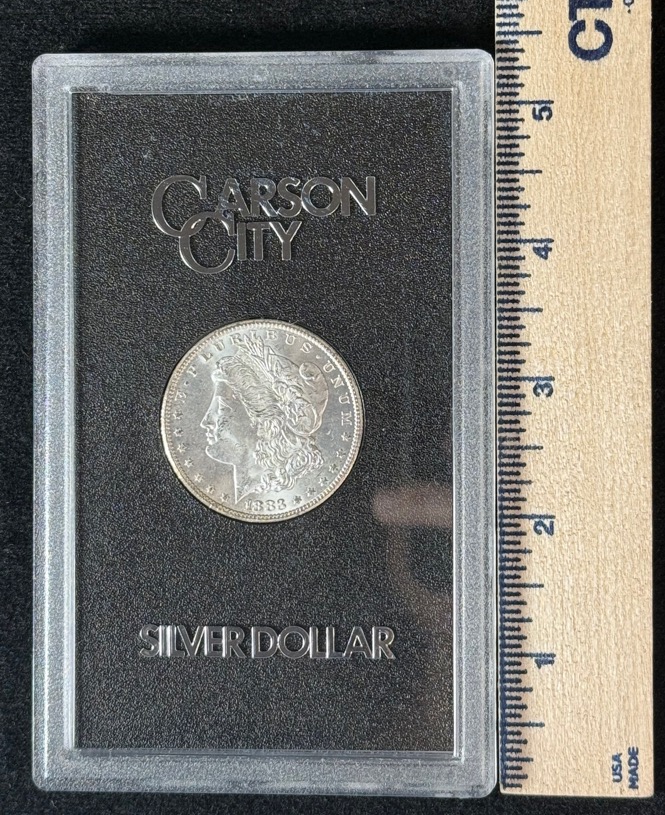 CARSON
CITY
E · PLURIBUS · UNUM
1883
SILVER DOLLAR
5
4
3
2
1
USA
MADE